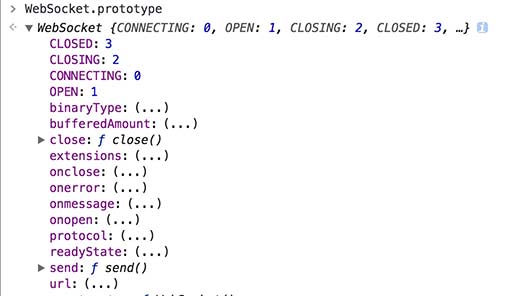 > WebSocket.prototype
<· ▼ WebSocket {CONNECTING: 0, OPEN: 1, CLOSING: 2, CLOSED: 3, …} i
CLOSED: 3
CLOSING: 2
CONNECTING: 0
OPEN: 1
binaryType: (...)
bufferedAmount: (...)
▶ close: ƒ close()
extensions: (...)
onclose: (...)
onerror: (...)
onmessage: (...)
onopen: (...)
protocol: (...)
readyState: (...)
▶ send: ƒ send()
url: (...)